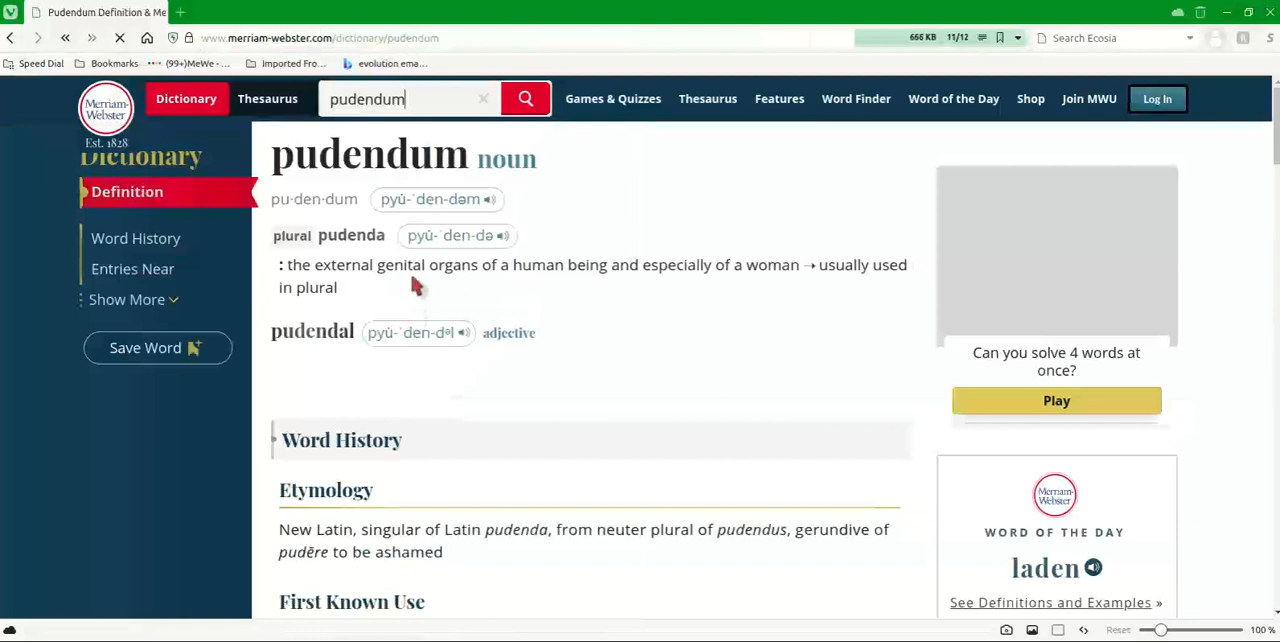 Pudendum Definition & Me
www.merriam-webster.com/dictionary/pudendum
666 KB 11/12
Search Ecosia
Speed Dial Bookmarks (99+)MeWe - ... Imported Fro... evolution ema...
Merriam-Webster
Est. 1828
Dictionary Thesaurus pudendum Games & Quizzes Thesaurus Features Word Finder Word of the Day Shop Join MWU Log In
Dictionary
Definition
Word History
Entries Near
Show More
Save Word
pudendum noun
pu·den·dum pyu̇-ˈden-dəm
plural pudenda pyu̇-ˈden-də
: the external genital organs of a human being and especially of a woman → usually used
in plural
pudendal pyu̇-ˈden-dᵊl adjective
Word History
Etymology
New Latin, singular of Latin pudenda, from neuter plural of pudendus, gerundive of
pudēre to be ashamed
First Known Use
Can you solve 4 words at
once?
Play
Merriam-Webster
WORD OF THE DAY
laden
See Definitions and Examples »
Reset 100 %